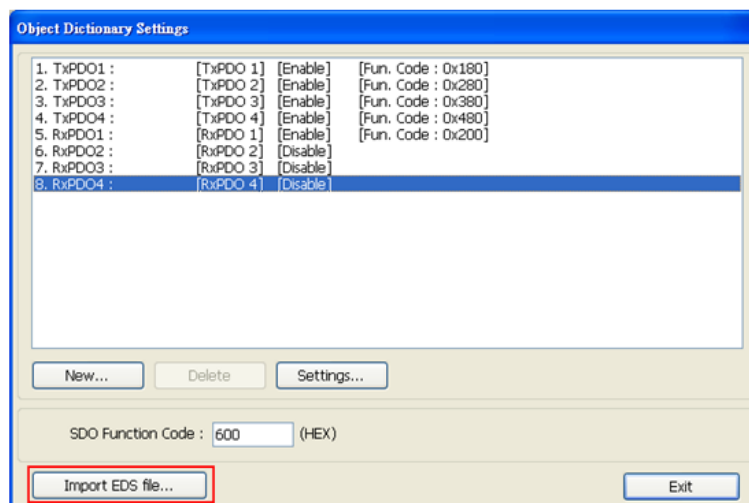 Object Dictionary Settings
1. TxPDO1 : [TxPDO 1] [Enable] [Fun. Code : 0x180]
2. TxPDO2 : [TxPDO 2] [Enable] [Fun. Code : 0x280]
3. TxPDO3 : [TxPDO 3] [Enable] [Fun. Code : 0x380]
4. TxPDO4 : [TxPDO 4] [Enable] [Fun. Code : 0x480]
5. RxPDO1 : [RxPDO 1] [Enable] [Fun. Code : 0x200]
6. RxPDO2 : [RxPDO 2] [Disable]
7. RxPDO3 : [RxPDO 3] [Disable]
8. RxPDO4 : [RxPDO 4] [Disable]
New... Delete Settings...
SDO Function Code : 600 (HEX)
Import EDS file... Exit